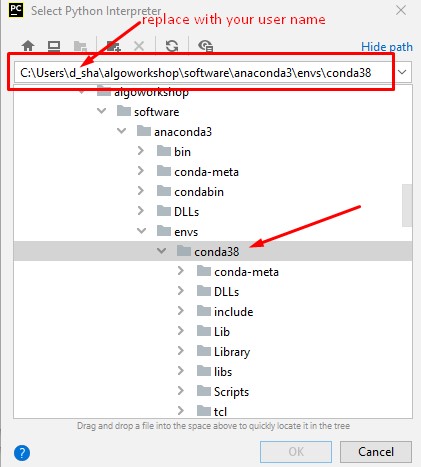 PC Select Python Interpreter
replace with your user name
Hide path
C:\Users\d_sha\algoworkshop\software\anaconda3\envs\conda38
algoworkshop
software
anaconda3
bin
conda-meta
condabin
DLLs
envs
conda38
conda-meta
DLLs
include
Lib
Library
libs
Scripts
tcl
Drag and drop a file into the space above to quickly locate it in the tree
?
OK
Cancel